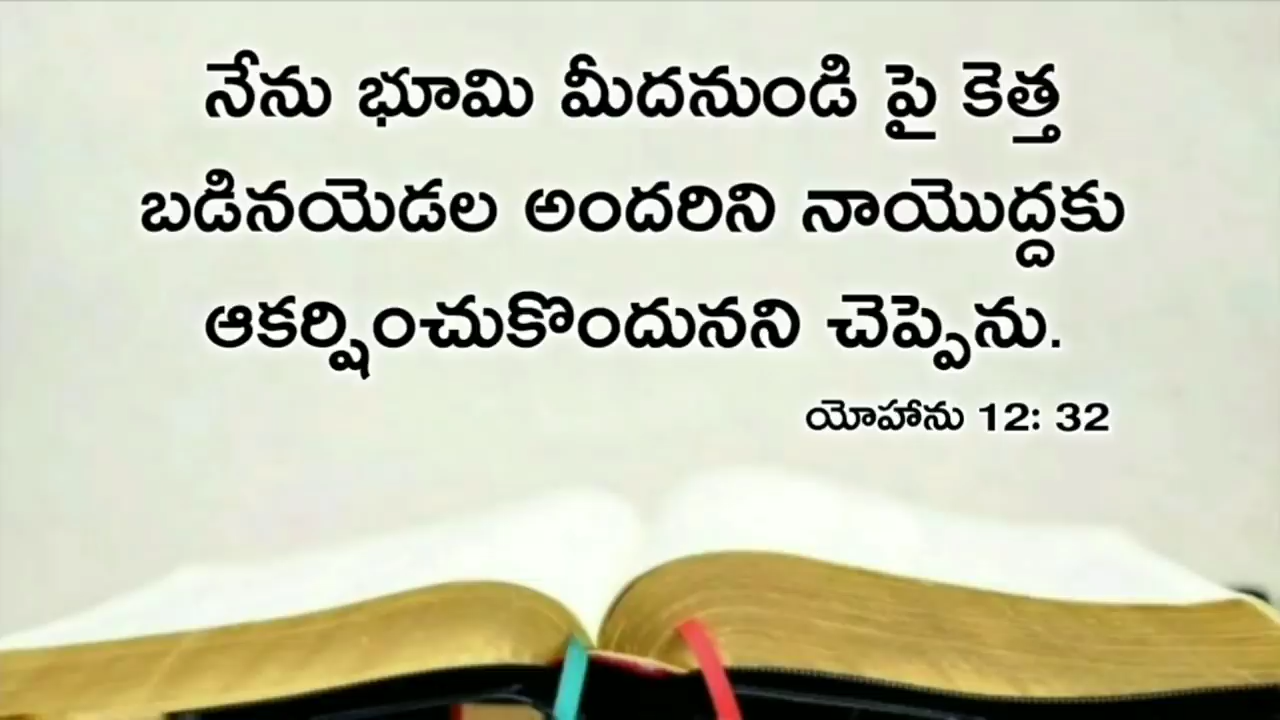 నేను భూమి మీదనుండి పై కెత్త
బడినయెడల అందరిని నాయొద్దకు
ఆకర్షించుకొందునని చెప్పెను.
యోహాను 12: 32